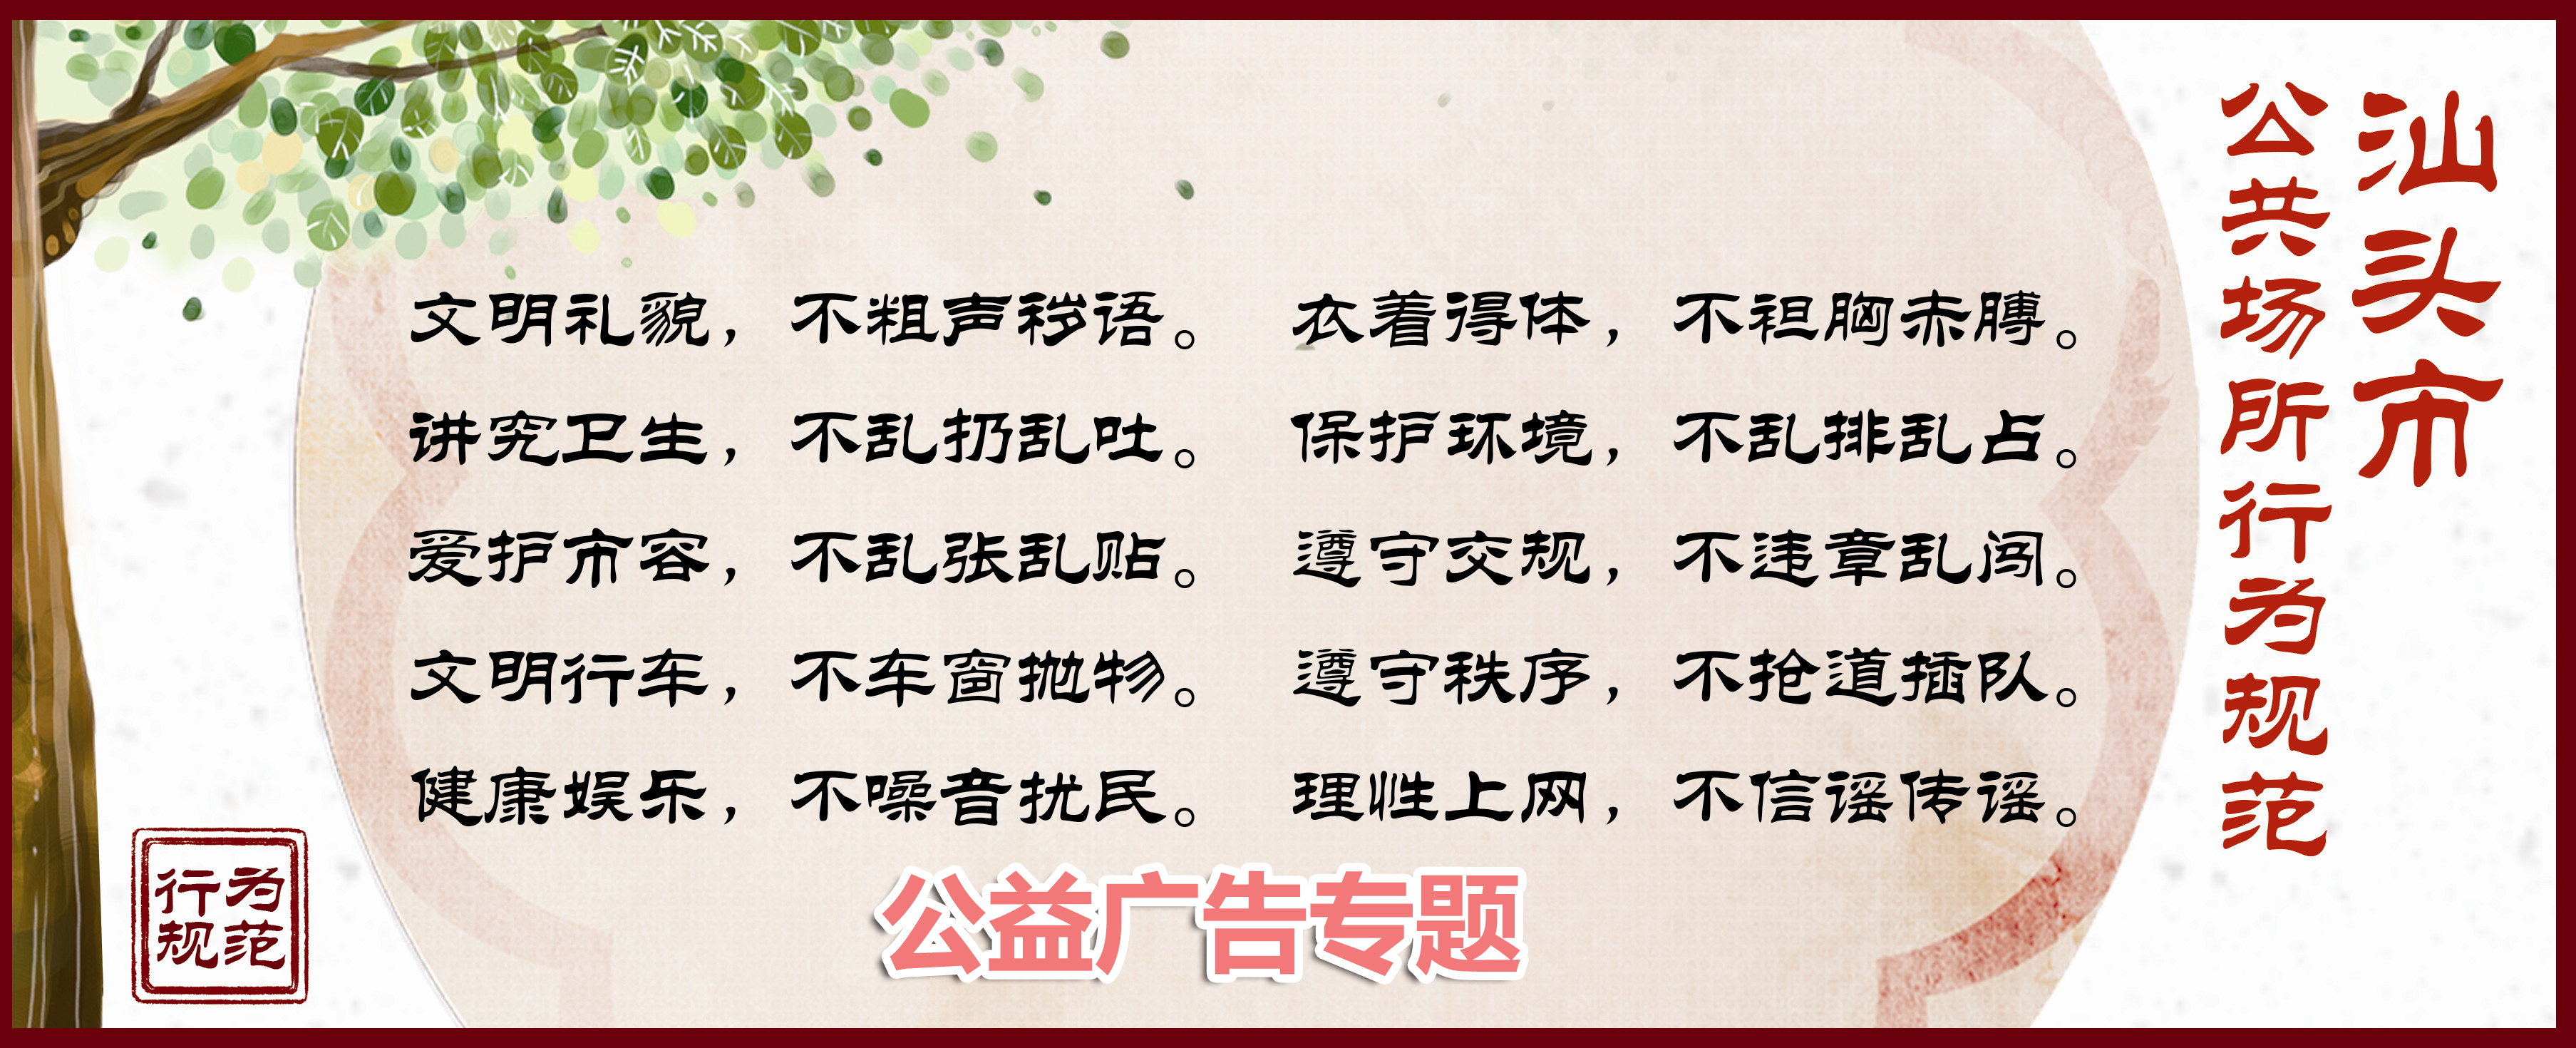 汕头市
公共场所行为规范
文明礼貌，不粗声秽语。 衣着得体，不袒胸赤膊。
讲究卫生，不乱扔乱吐。 保护环境，不乱排乱占。
爱护市容，不乱张乱贴。 遵守交规，不违章乱闯。
文明行车，不车窗抛物。 遵守秩序，不抢道插队。
健康娱乐，不噪音扰民。 理性上网，不信谣传谣。
公益广告专题
行为
规范